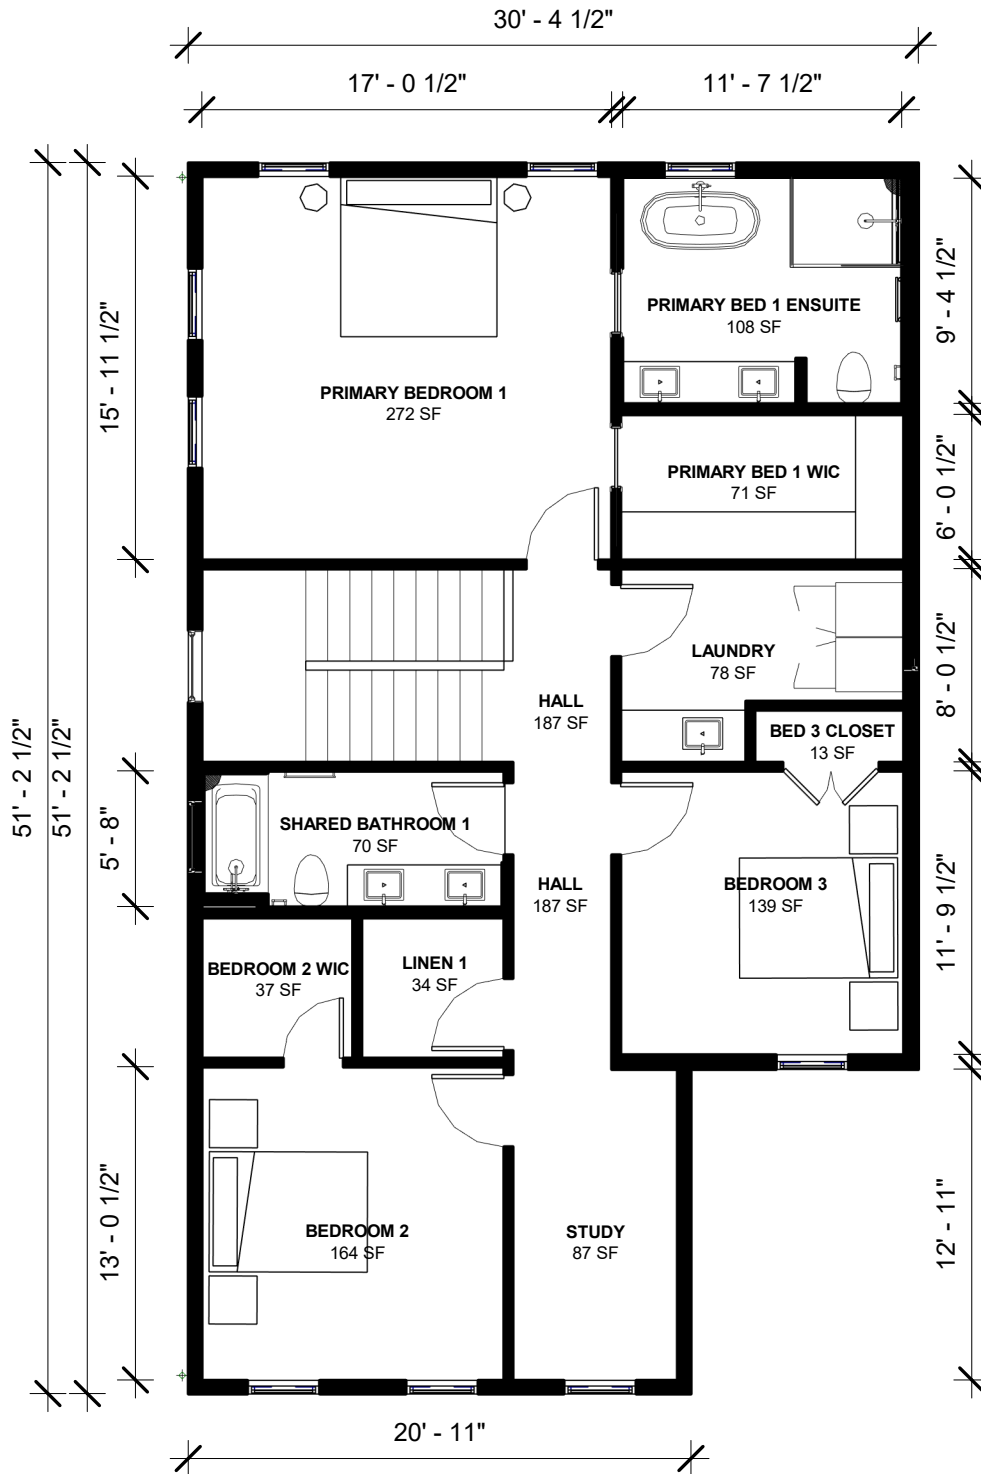 30' - 4 1/2"
17' - 0 1/2"
11' - 7 1/2"
9' - 4 1/2"
PRIMARY BED 1 ENSUITE
108 SF
15' - 11 1/2"
PRIMARY BEDROOM 1
272 SF
PRIMARY BED 1 WIC
71 SF
6' - 0 1/2"
LAUNDRY
78 SF
8' - 0 1/2"
HALL
187 SF
BED 3 CLOSET
13 SF
51' - 2 1/2"
51' - 2 1/2"
5' - 8"
SHARED BATHROOM 1
70 SF
HALL
187 SF
BEDROOM 3
139 SF
11' - 9 1/2"
BEDROOM 2 WIC
37 SF
LINEN 1
34 SF
13' - 0 1/2"
BEDROOM 2
164 SF
STUDY
87 SF
12' - 11"
20' - 11"